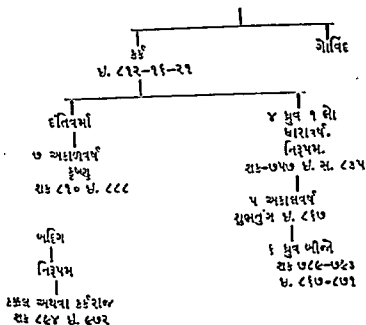 કર્ક
ઇ. ૮૧૨-૧૬-૨૧
ગોવિંદ
દંતિવર્મા
૭ અકાળવર્ષ
કૃષ્ણ
શક ૮૧૦ ઇ. ૮૮૮
૪ ધ્રુવ ૧ લો
ધારાવર્ષ.
નિરૂપમ.
શક-૭૫૭ ઇ. સ. ૮૩૫
૫ અકાલવર્ષ
શુભતુંગ ઇ. ૮૬૭
૬ ધ્રુવ બીજો
શક ૭૮૯-૭૯૩
ઇ. ૮૬૭-૮૭૧
બદિગ
નિરૂપમ
કક્કલ અથવા કર્કરાજ
શક ૮૯૪ ઇ. ૯૭૨